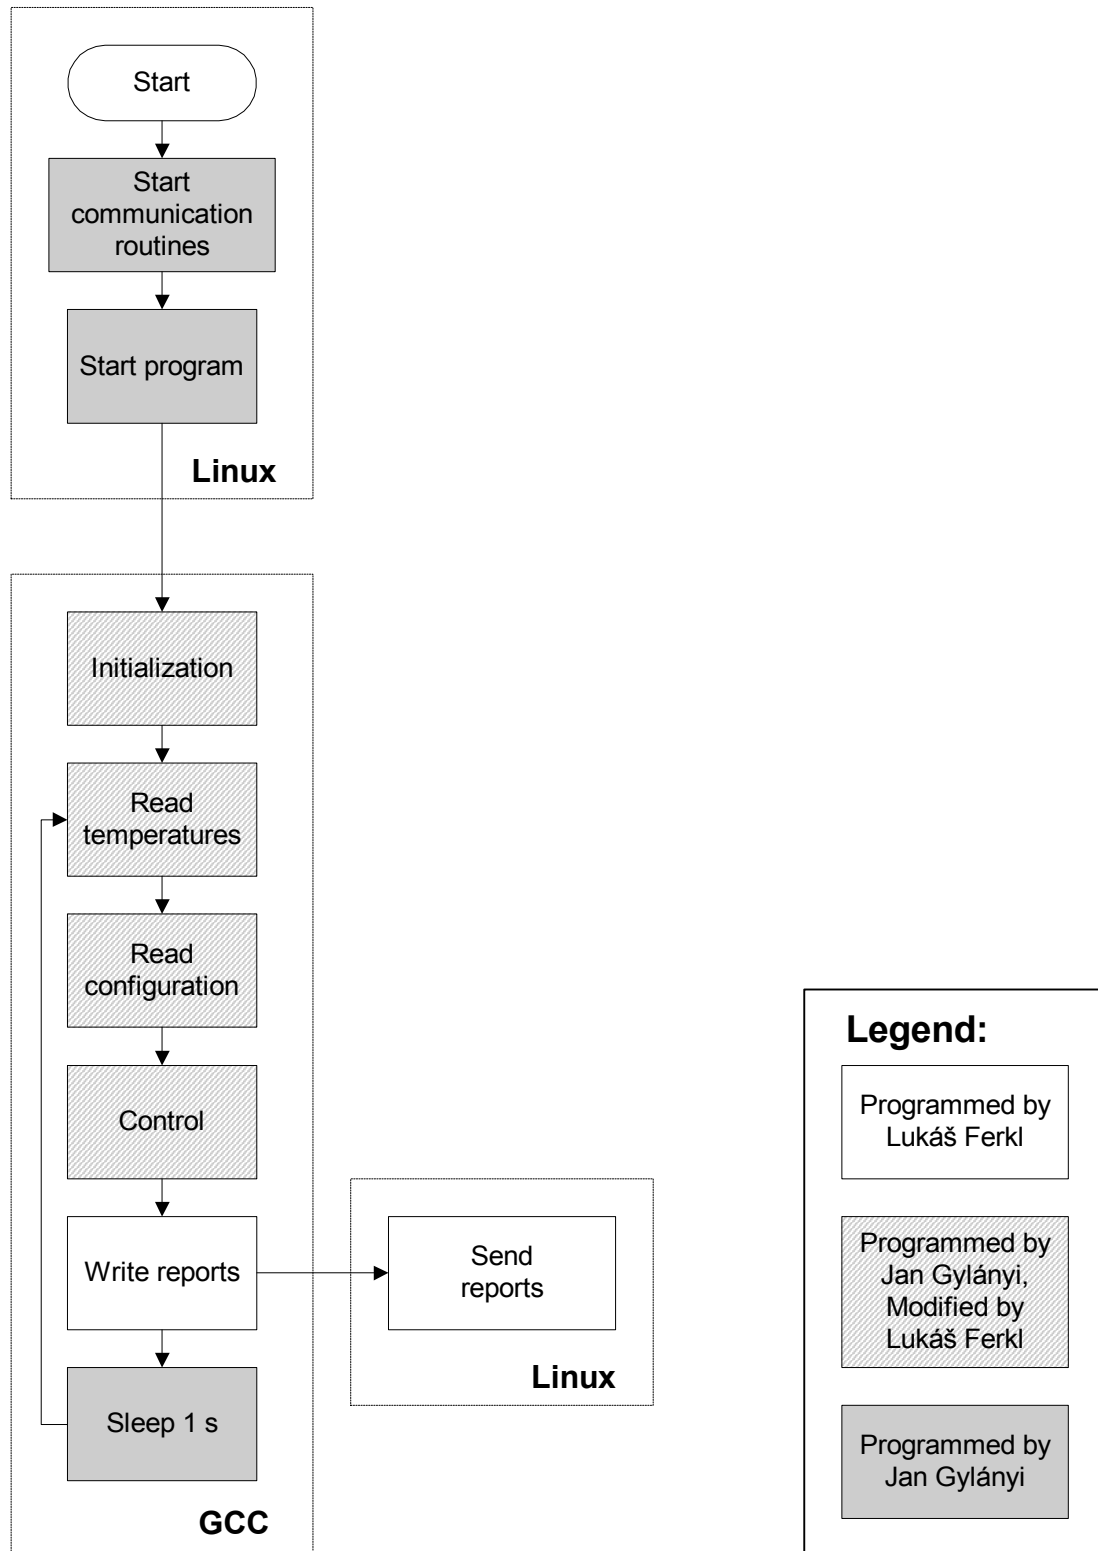 Start
Start
communication
routines
Start program
Linux
Initialization
Read
temperatures
Read
configuration
Control
Write reports
Send
reports
Linux
Sleep 1 s
GCC
Legend:
Programmed by
Lukáš Ferkl
Programmed by
Jan Gylányi,
Modified by
Lukáš Ferkl
Programmed by
Jan Gylányi